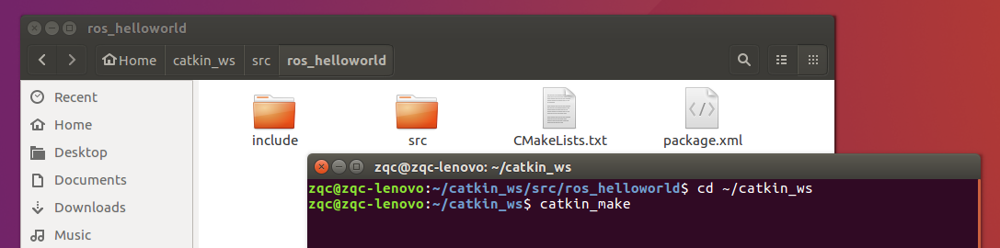 ros_helloworld
Home catkin_ws src ros_helloworld
Recent
Home
Desktop
Documents
Downloads
Music
include src CMakeLists.txt package.xml
zqc@zqc-lenovo: ~/catkin_ws
zqc@zqc-lenovo:~/catkin_ws/src/ros_helloworld$ cd ~/catkin_ws
zqc@zqc-lenovo:~/catkin_ws$ catkin_make